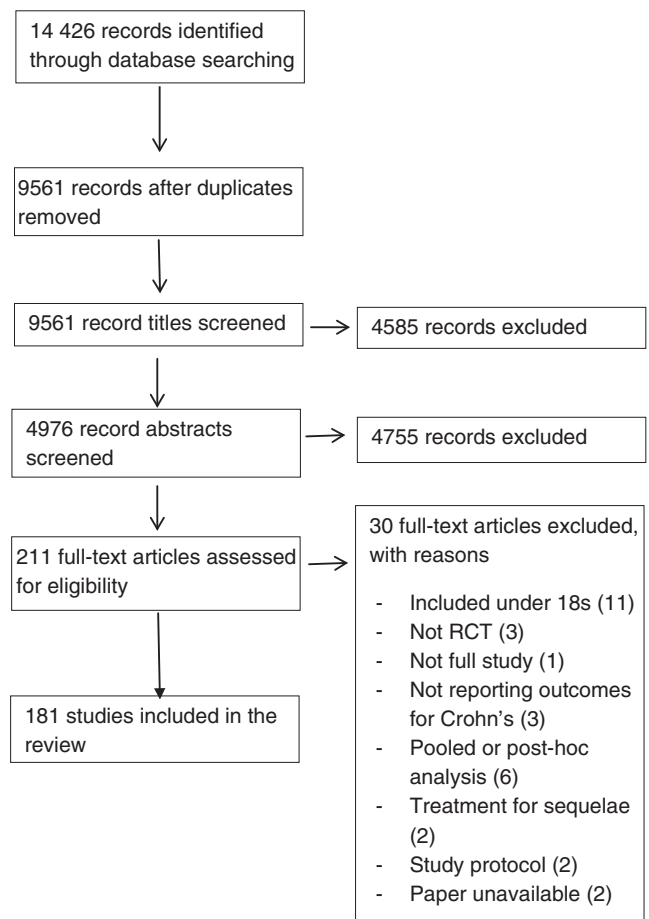 14 426 records identified
through database searching
9561 records after duplicates
removed
9561 record titles screened
4585 records excluded
4976 record abstracts
screened
4755 records excluded
211 full-text articles assessed
for eligibility
30 full-text articles excluded,
with reasons
- Included under 18s (11)
- Not RCT (3)
- Not full study (1)
- Not reporting outcomes
for Crohn's (3)
- Pooled or post-hoc
analysis (6)
- Treatment for sequelae
(2)
- Study protocol (2)
- Paper unavailable (2)
181 studies included in the
review